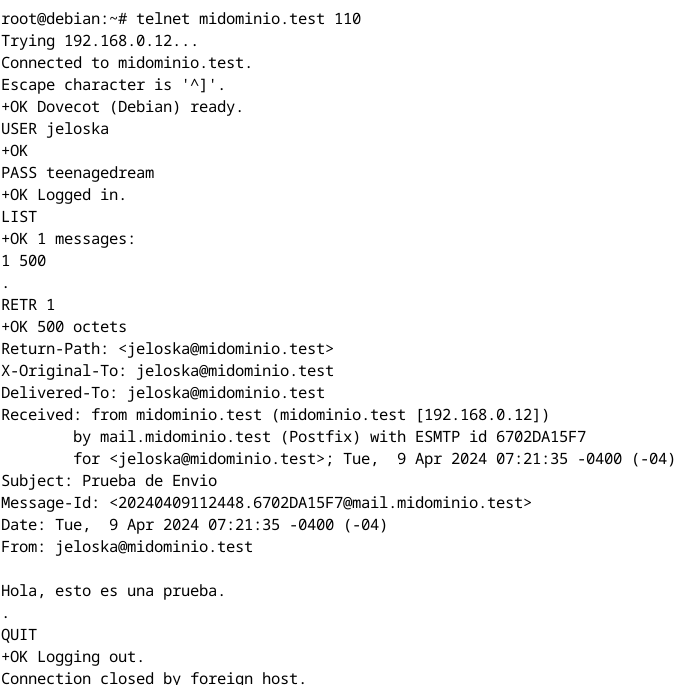 root@debian:~# telnet midominio.test 110
Trying 192.168.0.12...
Connected to midominio.test.
Escape character is '^]'.
+OK Dovecot (Debian) ready.
USER jeloska
+OK
PASS teenagedream
+OK Logged in.
LIST
+OK 1 messages:
1 500
.
RETR 1
+OK 500 octets
Return-Path: <jeloska@midominio.test>
X-Original-To: jeloska@midominio.test
Delivered-To: jeloska@midominio.test
Received: from midominio.test (midominio.test [192.168.0.12])
        by mail.midominio.test (Postfix) with ESMTP id 6702DA15F7
        for <jeloska@midominio.test>; Tue,  9 Apr 2024 07:21:35 -0400 (-04)
Subject: Prueba de Envio
Message-Id: <20240409112448.6702DA15F7@mail.midominio.test>
Date: Tue,  9 Apr 2024 07:21:35 -0400 (-04)
From: jeloska@midominio.test

Hola, esto es una prueba.
.
QUIT
+OK Logging out.
Connection closed by foreign host.